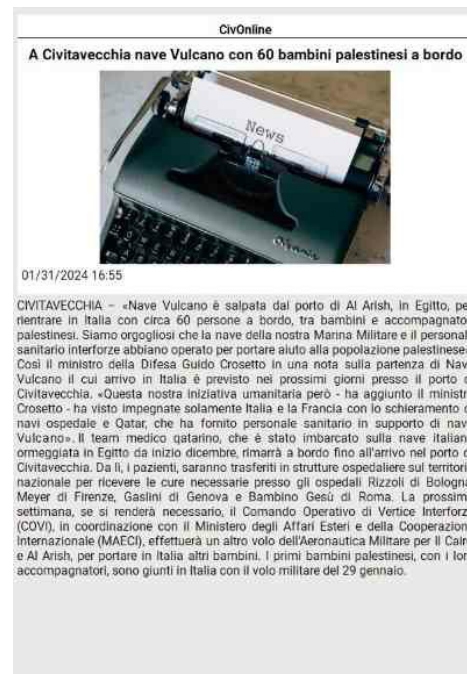 CivOnline
A Civitavecchia nave Vulcano con 60 bambini palestinesi a bordo
News
Olympia
01/31/2024 16:55
CIVITAVECCHIA – «Nave Vulcano è salpata dal porto di Al Arish, in Egitto, pe
rientrare in Italia con circa 60 persone a bordo, tra bambini e accompagnato
palestinesi. Siamo orgogliosi che la nave della nostra Marina Militare e il personal
sanitario interforze abbiano operato per portare aiuto alla popolazione palestinese»
Così il ministro della Difesa Guido Crosetto in una nota sulla partenza di Nav
Vulcano il cui arrivo in Italia è previsto nei prossimi giorni presso il porto d
Civitavecchia. «Questa nostra iniziativa umanitaria però - ha aggiunto il ministr
Crosetto - ha visto impegnate solamente Italia e la Francia con lo schieramento d
navi ospedale e Qatar, che ha fornito personale sanitario in supporto di nav
Vulcano». Il team medico qatarino, che è stato imbarcato sulla nave italian
ormeggiata in Egitto da inizio dicembre, rimarrà a bordo fino all'arrivo nel porto d
Civitavecchia. Da lì, i pazienti, saranno trasferiti in strutture ospedaliere sul territori
nazionale per ricevere le cure necessarie presso gli ospedali Rizzoli di Bologna
Meyer di Firenze, Gaslini di Genova e Bambino Gesù di Roma. La prossim
settimana, se si renderà necessario, il Comando Operativo di Vertice Interforz
(COVI), in coordinazione con il Ministero degli Affari Esteri e della Cooperazion
Internazionale (MAECI), effettuerà un altro volo dell'Aeronautica Militare per Il Cair
e Al Arish, per portare in Italia altri bambini. I primi bambini palestinesi, con i lor
accompagnatori, sono giunti in Italia con il volo militare del 29 gennaio.